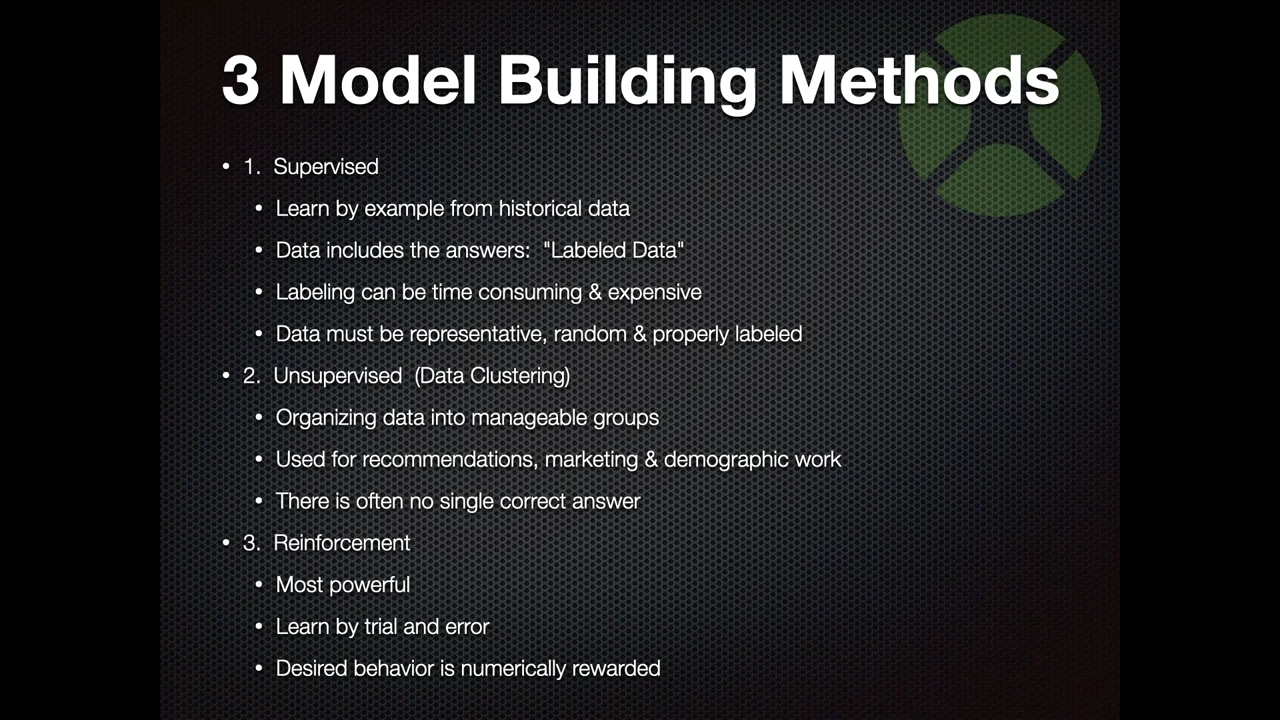 3 Model Building Methods
• 1. Supervised
• Learn by example from historical data
• Data includes the answers: "Labeled Data"
• Labeling can be time consuming & expensive
• Data must be representative, random & properly labeled
• 2. Unsupervised (Data Clustering)
• Organizing data into manageable groups
• Used for recommendations, marketing & demographic work
• There is often no single correct answer
• 3. Reinforcement
• Most powerful
• Learn by trial and error
• Desired behavior is numerically rewarded